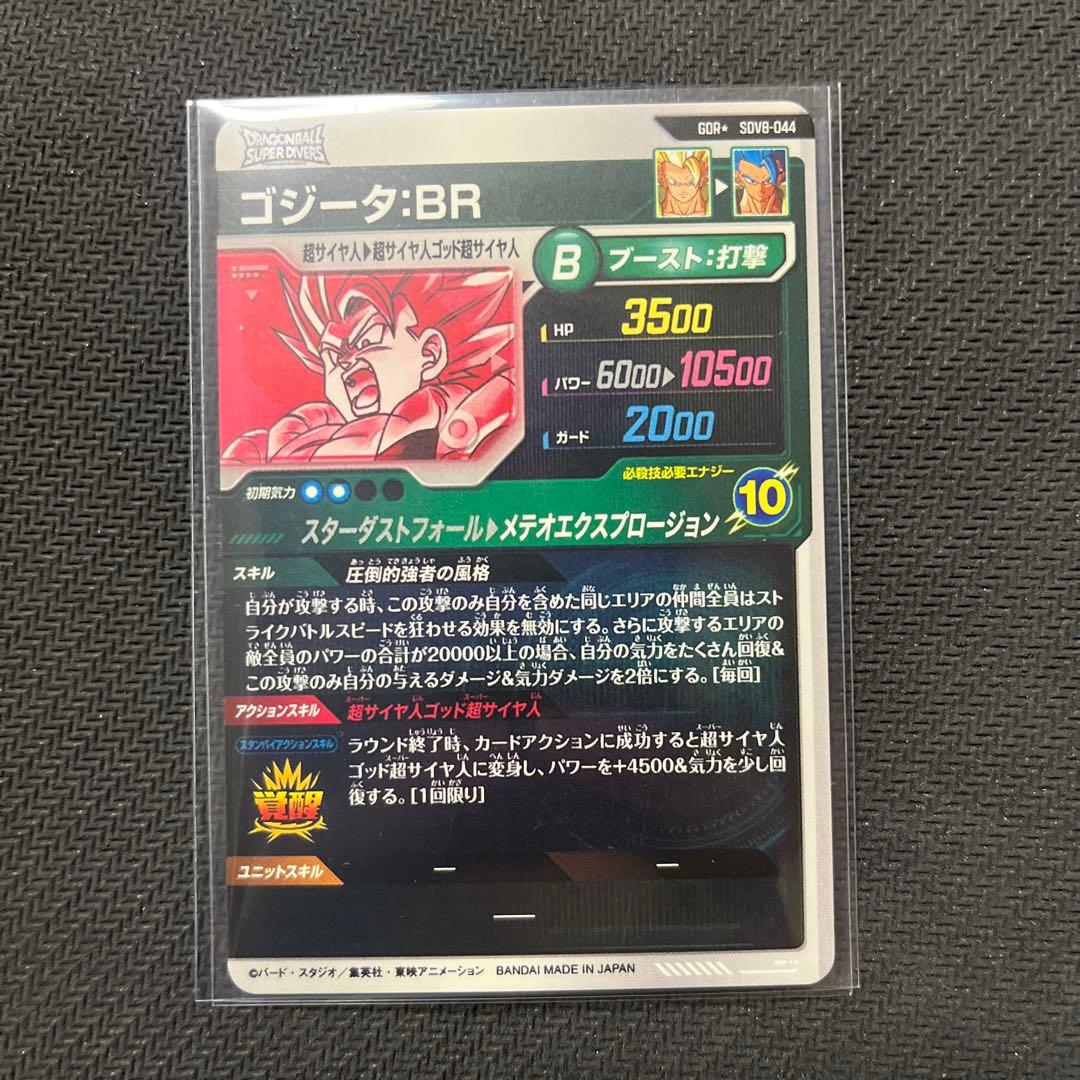 GDR★ SDV8-044
DRAGONBALL
SUPER DIVERS
ゴジータ:BR
超サイヤ人▶超サイヤ人ゴッド超サイヤ人
B ブースト:打撃
HP 3500
パワー 6000▶10500
ガード 2000
初期気力
必殺技必要エナジー
10
スターダストフォール▶メテオエクスプロージョン
スキル 圧倒的強者の風格
自分が攻撃する時、この攻撃のみ自分を含めた同じエリアの仲間全員はスト
ライクバトルスピードを狂わせる効果を無効にする。さらに攻撃するエリアの
敵全員のパワーの合計が20000以上の場合、自分の気力をたくさん回復&
この攻撃のみ自分の与えるダメージ&気力ダメージを2倍にする。[毎回]
アクションスキル 超サイヤ人ゴッド超サイヤ人
スタンバイアクションスキル
覚醒
ラウンド終了時、カードアクションに成功すると超サイヤ人
ゴッド超サイヤ人に変身し、パワーを+4500&気力を少し回
復する。[1回限り]
ユニットスキル — —
—
©バード・スタジオ/集英社・東映アニメーション BANDAI MADE IN JAPAN